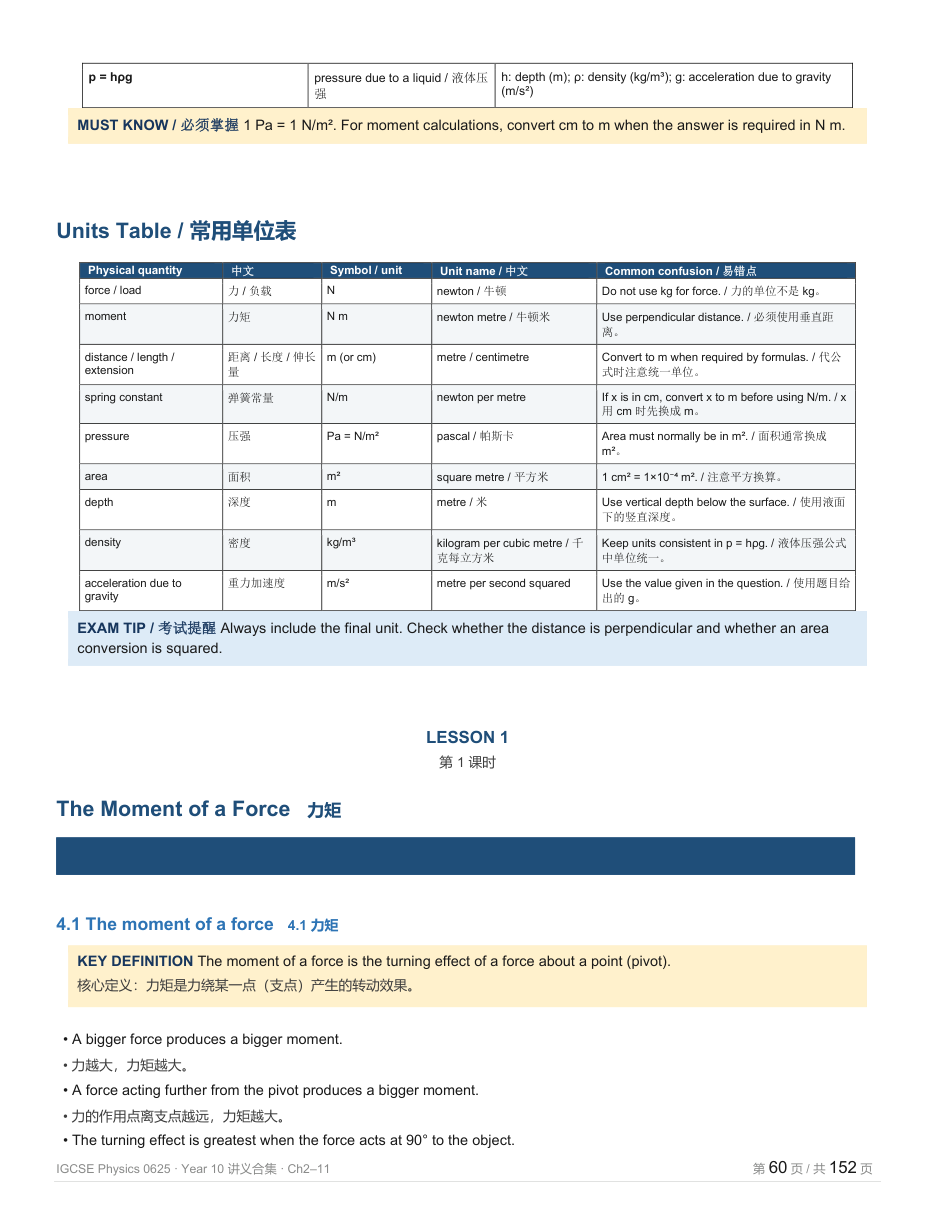 p = hρg
pressure due to a liquid / 液体压
强
h: depth (m); ρ: density (kg/m³); g: acceleration due to gravity
(m/s²)
MUST KNOW / 必须掌握 1 Pa = 1 N/m². For moment calculations, convert cm to m when the answer is required in N m.
Units Table / 常用单位表
Physical quantity 中文 Symbol / unit Unit name / 中文 Common confusion / 易错点
force / load 力 / 负载 N newton / 牛顿 Do not use kg for force. / 力的单位不是 kg。
moment 力矩 N m newton metre / 牛顿米 Use perpendicular distance. / 必须使用垂直距
离。
distance / length /
extension
距离 / 长度 / 伸长
量
m (or cm) metre / centimetre
Convert to m when required by formulas. / 代公
式时注意统一单位。
spring constant 弹簧常量 N/m newton per metre If x is in cm, convert x to m before using N/m. / x
用 cm 时先换成 m。
pressure 压强 Pa = N/m² pascal / 帕斯卡 Area must normally be in m². / 面积通常换成
m²。
area 面积 m² square metre / 平方米 1 cm² = 1×10⁻⁴ m². / 注意平方换算。
depth 深度 m metre / 米 Use vertical depth below the surface. / 使用液面
下的竖直深度。
density 密度 kg/m³ kilogram per cubic metre / 千
克每立方米
Keep units consistent in p = hρg. / 液体压强公式
中单位统一。
acceleration due to
gravity
重力加速度 m/s² metre per second squared
Use the value given in the question. / 使用题目给
出的 g。
EXAM TIP / 考试提醒 Always include the final unit. Check whether the distance is perpendicular and whether an area
conversion is squared.
LESSON 1
第 1 课时
The Moment of a Force 力矩
4.1 The moment of a force 4.1 力矩
KEY DEFINITION The moment of a force is the turning effect of a force about a point (pivot).
核心定义：力矩是力绕某一点（支点）产生的转动效果。
• A bigger force produces a bigger moment.
• 力越大，力矩越大。
• A force acting further from the pivot produces a bigger moment.
• 力的作用点离支点越远，力矩越大。
• The turning effect is greatest when the force acts at 90° to the object.
IGCSE Physics 0625 · Year 10 讲义合集 · Ch2–11 第 60 页 / 共 152 页